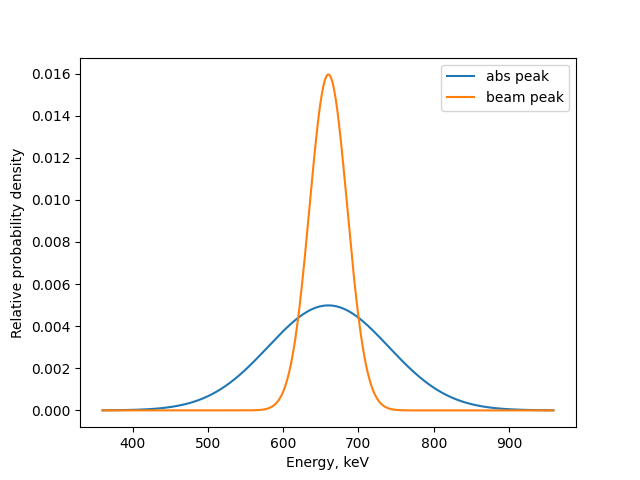 abs peak
beam peak
Relative probability density
0.016
0.014
0.012
0.010
0.008
0.006
0.004
0.002
0.000
400 500 600 700 800 900
Energy, keV